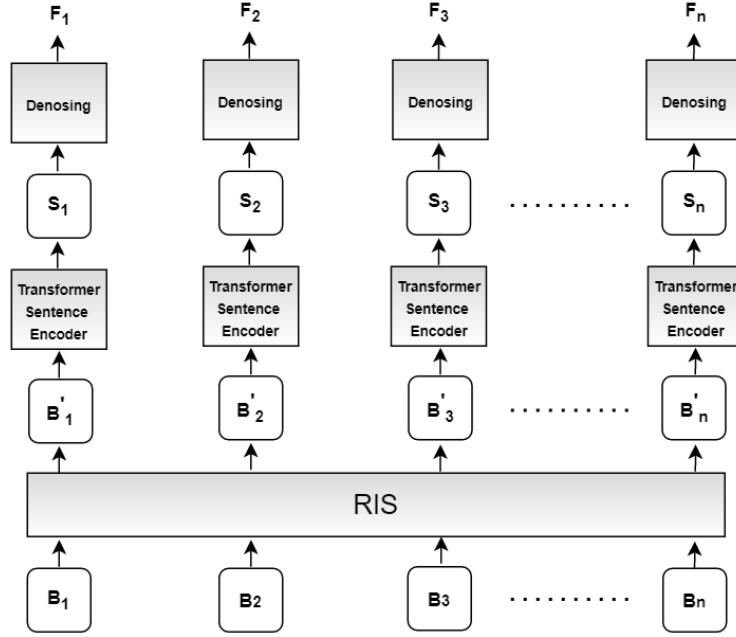 F1 F2 F3 Fn
Denosing Denosing Denosing Denosing
S1 S2 S3 .......... Sn
Transformer Transformer Transformer Transformer
Sentence Sentence Sentence Sentence
Encoder Encoder Encoder Encoder
B'1 B'2 B'3 .......... B'n
RIS
B1 B2 B3 .......... Bn